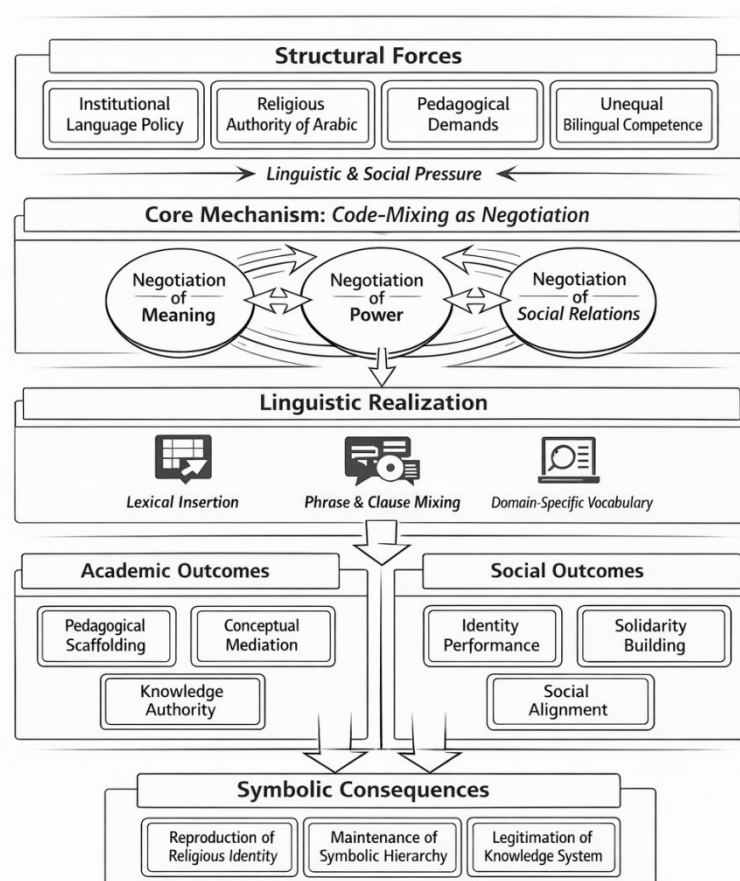 Structural Forces
Institutional
Language Policy
Religious
Authority of Arabic
Pedagogical
Demands
Unequal
Bilingual Competence
Linguistic & Social Pressure
Core Mechanism: Code-Mixing as Negotiation
Negotiation
of
Meaning
Negotiation
of
Power
Negotiation
of
Social Relations
Linguistic Realization
Lexical Insertion
Phrase & Clause Mixing
Domain-Specific Vocabulary
Academic Outcomes
Pedagogical
Scaffolding
Conceptual
Mediation
Knowledge
Authority
Social Outcomes
Identity
Performance
Solidarity
Building
Social
Alignment
Symbolic Consequences
Reproduction of
Religious Identity
Maintenance of
Symbolic Hierarchy
Legitimation of
Knowledge System